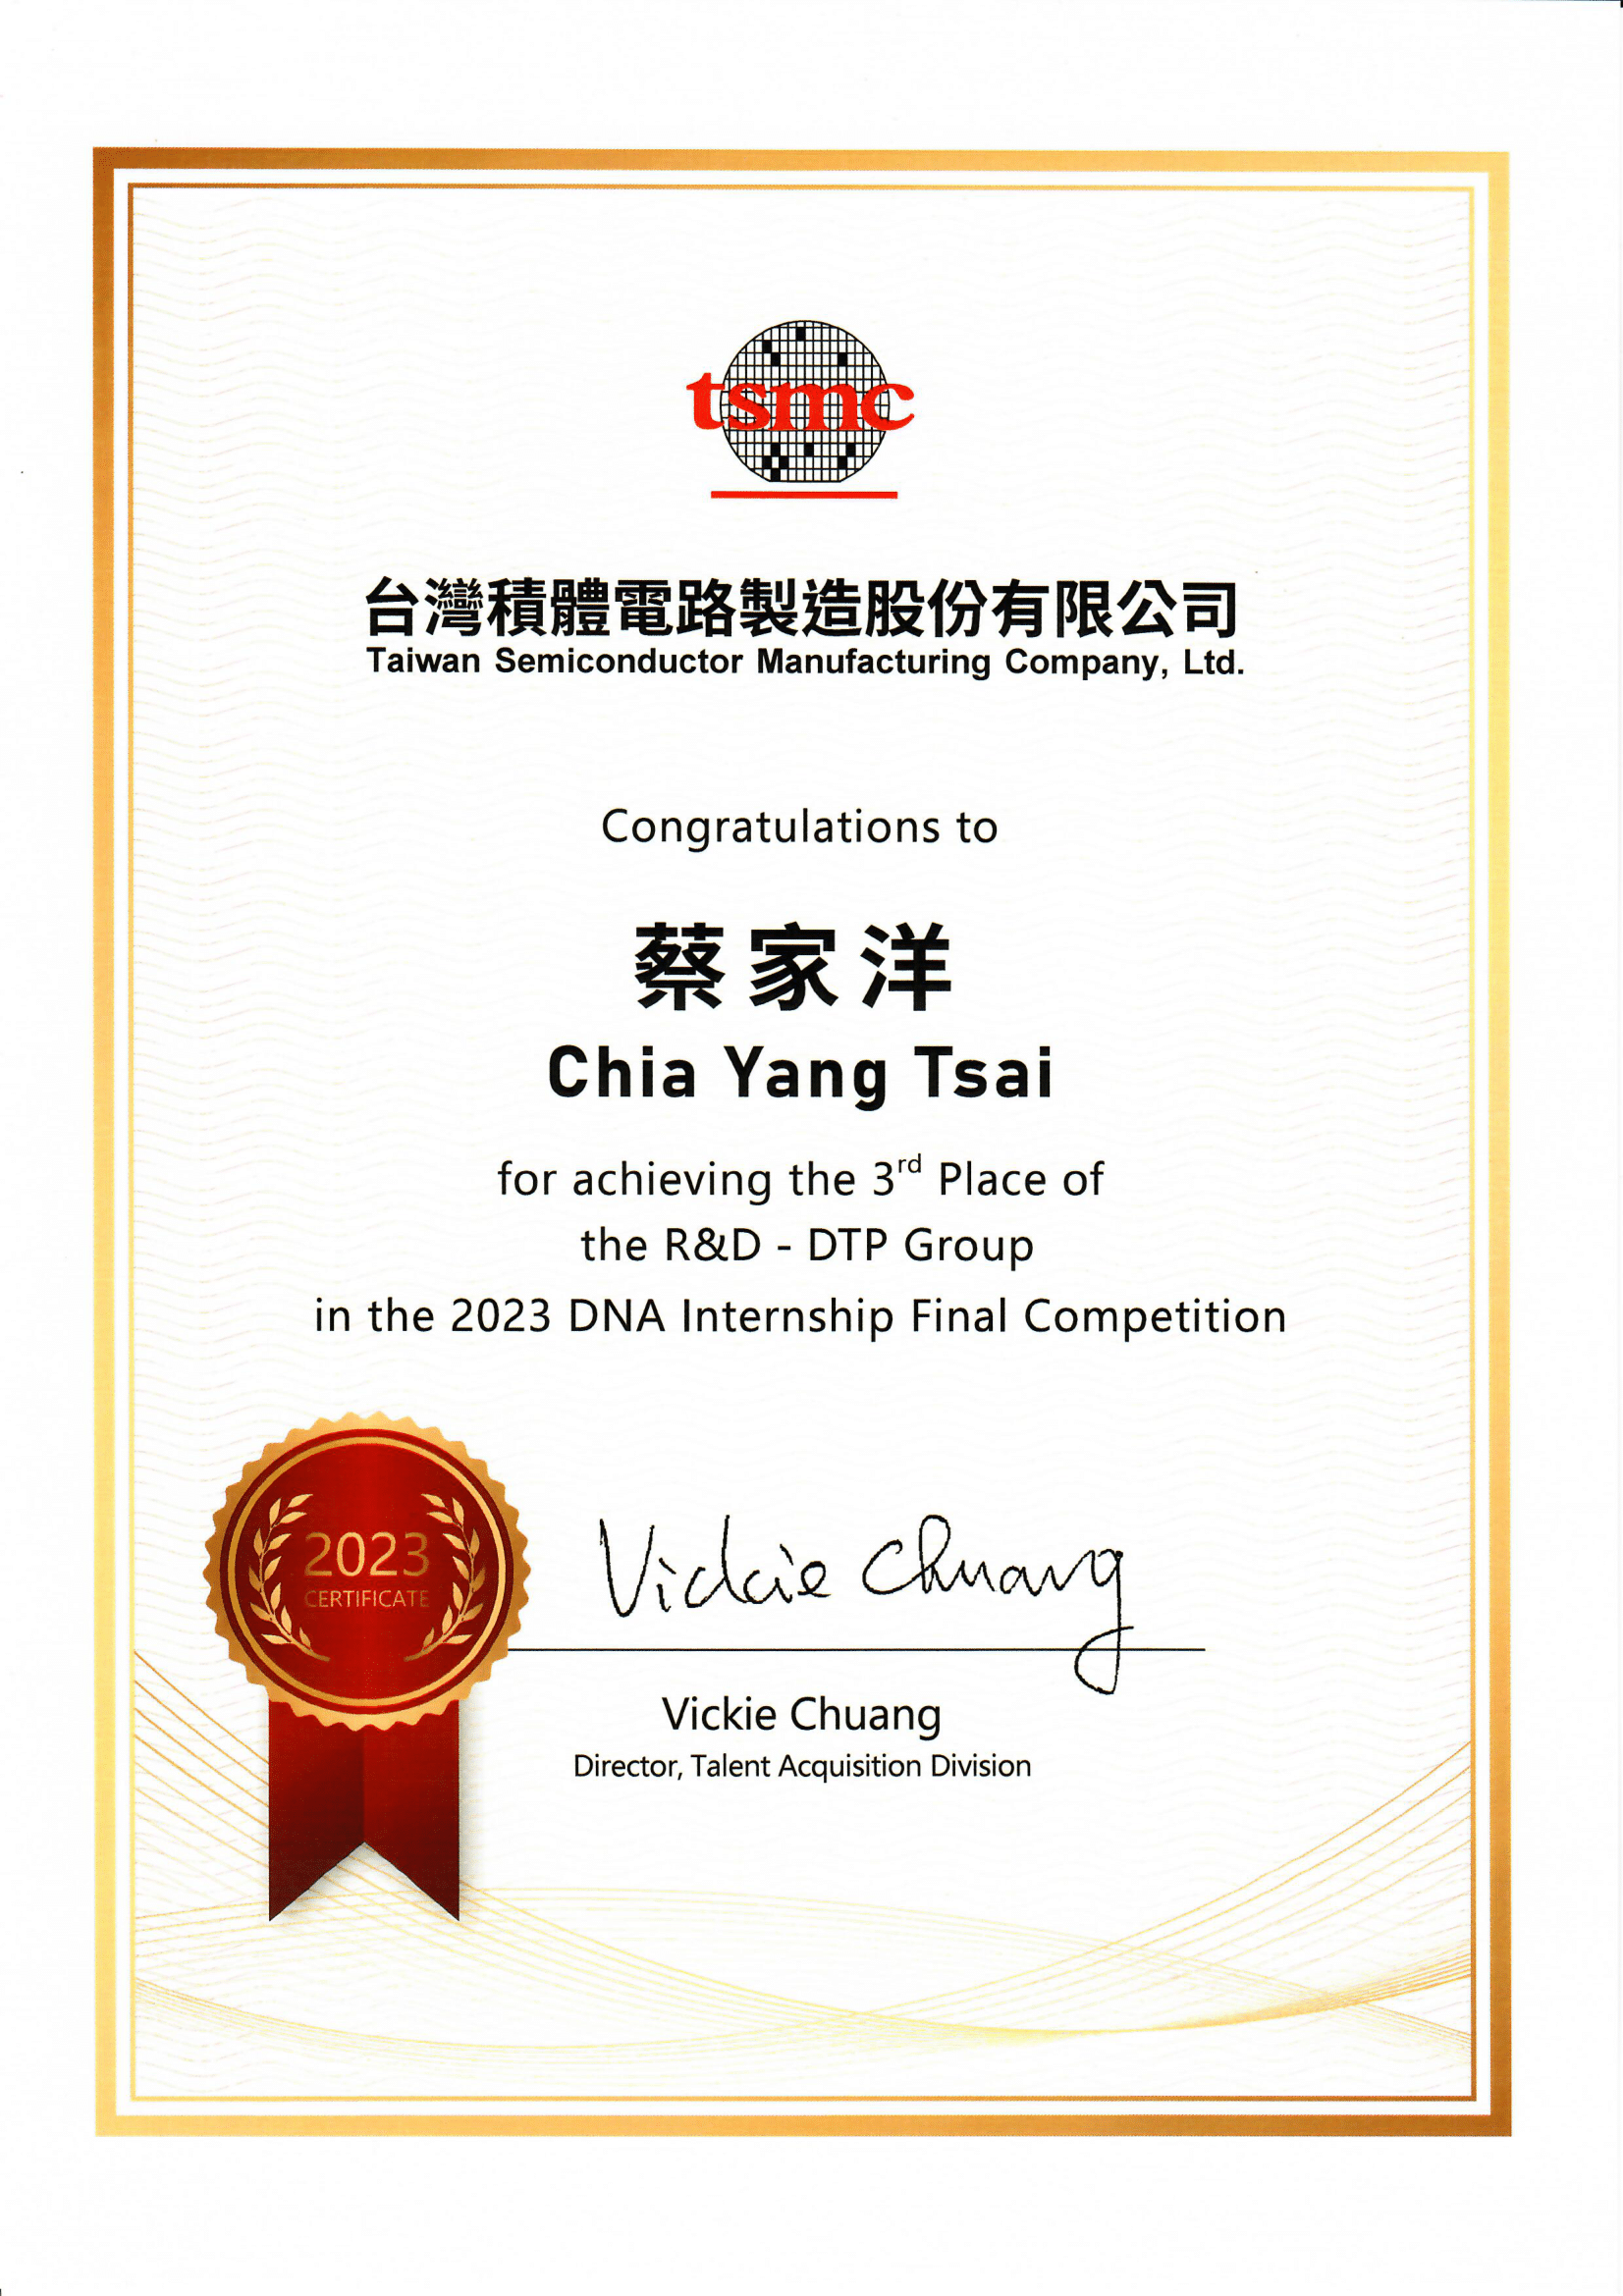 tsmc
台灣積體電路製造股份有限公司
Taiwan Semiconductor Manufacturing Company, Ltd.
Congratulations to
蔡家洋
Chia Yang Tsai
for achieving the 3rd Place of
the R&D - DTP Group
in the 2023 DNA Internship Final Competition
2023
CERTIFICATE
Vickie Chuang
Vickie Chuang
Director, Talent Acquisition Division